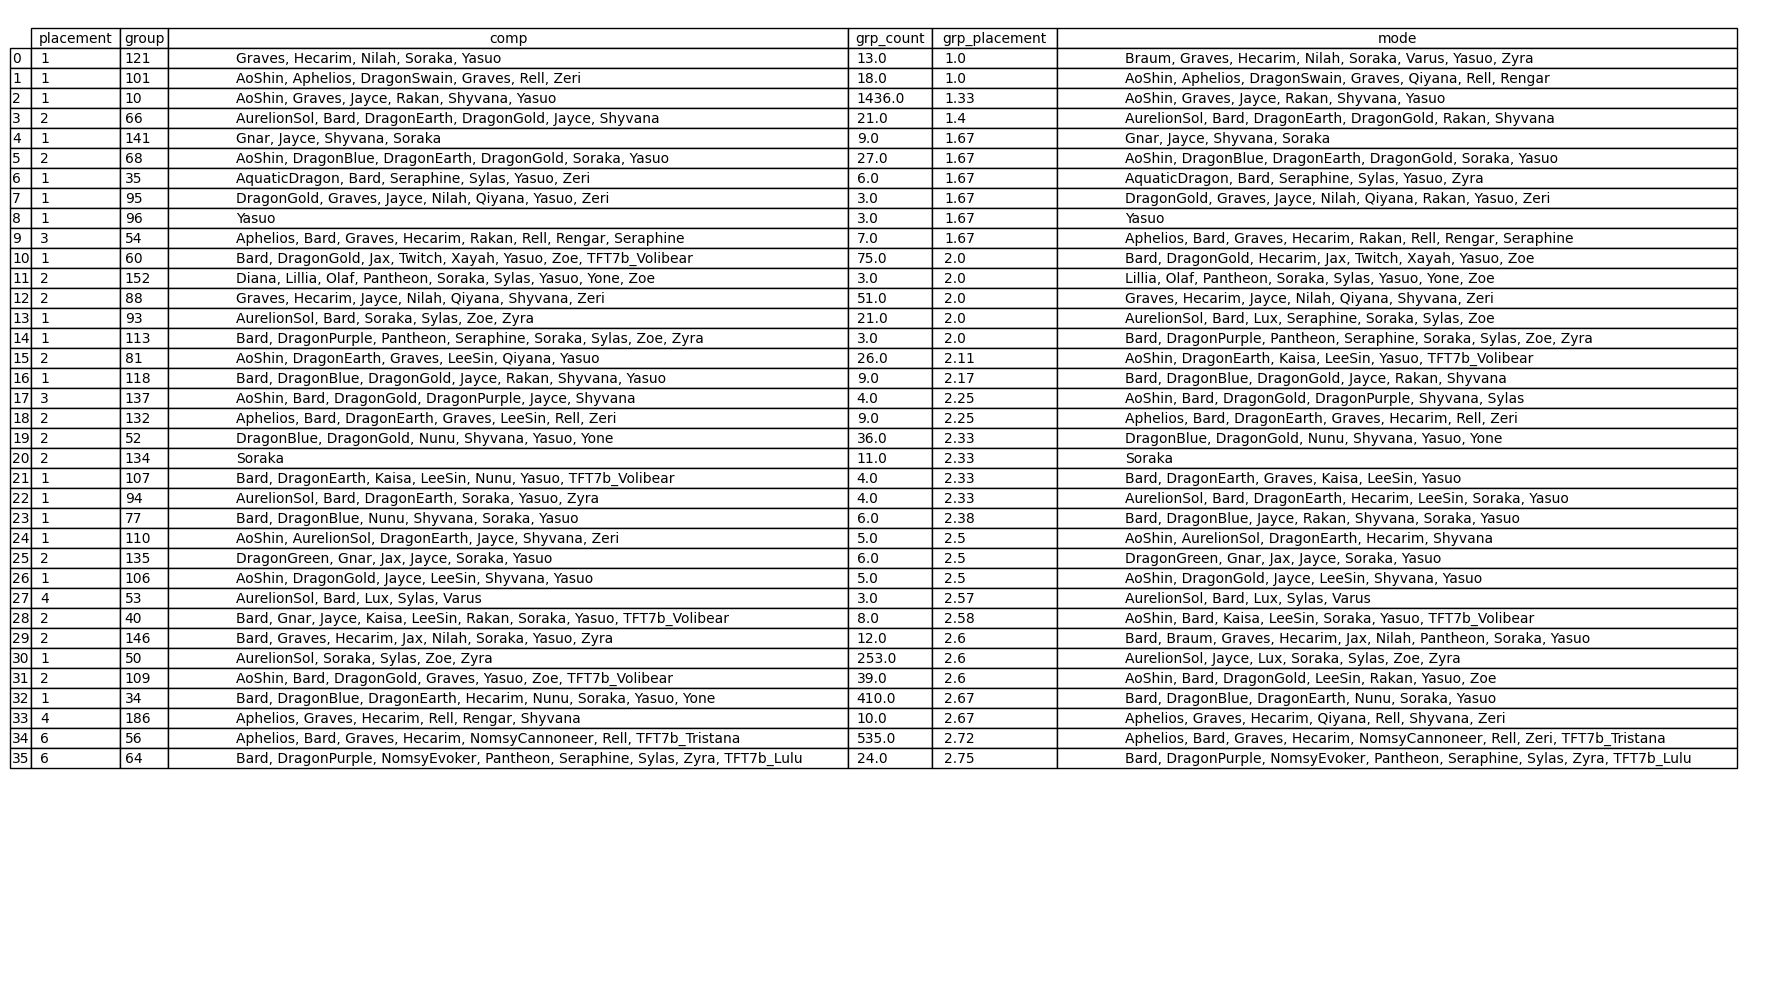 placement group comp grp_count grp_placement mode
0 1 121 Graves, Hecarim, Nilah, Soraka, Yasuo 13.0 1.0 Braum, Graves, Hecarim, Nilah, Soraka, Varus, Yasuo, Zyra
1 1 101 AoShin, Aphelios, DragonSwain, Graves, Rell, Zeri 18.0 1.0 AoShin, Aphelios, DragonSwain, Graves, Qiyana, Rell, Rengar
2 1 10 AoShin, Graves, Jayce, Rakan, Shyvana, Yasuo 1436.0 1.33 AoShin, Graves, Jayce, Rakan, Shyvana, Yasuo
3 2 66 AurelionSol, Bard, DragonEarth, DragonGold, Jayce, Shyvana 21.0 1.4 AurelionSol, Bard, DragonEarth, DragonGold, Rakan, Shyvana
4 1 141 Gnar, Jayce, Shyvana, Soraka 9.0 1.67 Gnar, Jayce, Shyvana, Soraka
5 2 68 AoShin, DragonBlue, DragonEarth, DragonGold, Soraka, Yasuo 27.0 1.67 AoShin, DragonBlue, DragonEarth, DragonGold, Soraka, Yasuo
6 1 35 AquaticDragon, Bard, Seraphine, Sylas, Yasuo, Zeri 6.0 1.67 AquaticDragon, Bard, Seraphine, Sylas, Yasuo, Zyra
7 1 95 DragonGold, Graves, Jayce, Nilah, Qiyana, Yasuo, Zeri 3.0 1.67 DragonGold, Graves, Jayce, Nilah, Qiyana, Rakan, Yasuo, Zeri
8 1 96 Yasuo 3.0 1.67 Yasuo
9 3 54 Aphelios, Bard, Graves, Hecarim, Rakan, Rell, Rengar, Seraphine 7.0 1.67 Aphelios, Bard, Graves, Hecarim, Rakan, Rell, Rengar, Seraphine
10 1 60 Bard, DragonGold, Jax, Twitch, Xayah, Yasuo, Zoe, TFT7b_Volibear 75.0 2.0 Bard, DragonGold, Hecarim, Jax, Twitch, Xayah, Yasuo, Zoe
11 2 152 Diana, Lillia, Olaf, Pantheon, Soraka, Sylas, Yasuo, Yone, Zoe 3.0 2.0 Lillia, Olaf, Pantheon, Soraka, Sylas, Yasuo, Yone, Zoe
12 2 88 Graves, Hecarim, Jayce, Nilah, Qiyana, Shyvana, Zeri 51.0 2.0 Graves, Hecarim, Jayce, Nilah, Qiyana, Shyvana, Zeri
13 1 93 AurelionSol, Bard, Soraka, Sylas, Zoe, Zyra 21.0 2.0 AurelionSol, Bard, Lux, Seraphine, Soraka, Sylas, Zoe
14 1 113 Bard, DragonPurple, Pantheon, Seraphine, Soraka, Sylas, Zoe, Zyra 3.0 2.0 Bard, DragonPurple, Pantheon, Seraphine, Soraka, Sylas, Zoe, Zyra
15 2 81 AoShin, DragonEarth, Graves, LeeSin, Qiyana, Yasuo 26.0 2.11 AoShin, DragonEarth, Kaisa, LeeSin, Yasuo, TFT7b_Volibear
16 1 118 Bard, DragonBlue, DragonGold, Jayce, Rakan, Shyvana, Yasuo 9.0 2.17 Bard, DragonBlue, DragonGold, Jayce, Rakan, Shyvana
17 3 137 AoShin, Bard, DragonGold, DragonPurple, Jayce, Shyvana 4.0 2.25 AoShin, Bard, DragonGold, DragonPurple, Shyvana, Sylas
18 2 132 Aphelios, Bard, DragonEarth, Graves, LeeSin, Rell, Zeri 9.0 2.25 Aphelios, Bard, DragonEarth, Graves, Hecarim, Rell, Zeri
19 2 52 DragonBlue, DragonGold, Nunu, Shyvana, Yasuo, Yone 36.0 2.33 DragonBlue, DragonGold, Nunu, Shyvana, Yasuo, Yone
20 2 134 Soraka 11.0 2.33 Soraka
21 1 107 Bard, DragonEarth, Kaisa, LeeSin, Nunu, Yasuo, TFT7b_Volibear 4.0 2.33 Bard, DragonEarth, Graves, Kaisa, LeeSin, Yasuo
22 1 94 AurelionSol, Bard, DragonEarth, Soraka, Yasuo, Zyra 4.0 2.33 AurelionSol, Bard, DragonEarth, Hecarim, LeeSin, Soraka, Yasuo
23 1 77 Bard, DragonBlue, Nunu, Shyvana, Soraka, Yasuo 6.0 2.38 Bard, DragonBlue, Jayce, Rakan, Shyvana, Soraka, Yasuo
24 1 110 AoShin, AurelionSol, DragonEarth, Jayce, Shyvana, Zeri 5.0 2.5 AoShin, AurelionSol, DragonEarth, Hecarim, Shyvana
25 2 135 DragonGreen, Gnar, Jax, Jayce, Soraka, Yasuo 6.0 2.5 DragonGreen, Gnar, Jax, Jayce, Soraka, Yasuo
26 1 106 AoShin, DragonGold, Jayce, LeeSin, Shyvana, Yasuo 5.0 2.5 AoShin, DragonGold, Jayce, LeeSin, Shyvana, Yasuo
27 4 53 AurelionSol, Bard, Lux, Sylas, Varus 3.0 2.57 AurelionSol, Bard, Lux, Sylas, Varus
28 2 40 Bard, Gnar, Jayce, Kaisa, LeeSin, Rakan, Soraka, Yasuo, TFT7b_Volibear 8.0 2.58 AoShin, Bard, Kaisa, LeeSin, Soraka, Yasuo, TFT7b_Volibear
29 2 146 Bard, Graves, Hecarim, Jax, Nilah, Soraka, Yasuo, Zyra 12.0 2.6 Bard, Braum, Graves, Hecarim, Jax, Nilah, Pantheon, Soraka, Yasuo
30 1 50 AurelionSol, Soraka, Sylas, Zoe, Zyra 253.0 2.6 AurelionSol, Jayce, Lux, Soraka, Sylas, Zoe, Zyra
31 2 109 AoShin, Bard, DragonGold, Graves, Yasuo, Zoe, TFT7b_Volibear 39.0 2.6 AoShin, Bard, DragonGold, LeeSin, Rakan, Yasuo, Zoe
32 1 34 Bard, DragonBlue, DragonEarth, Hecarim, Nunu, Soraka, Yasuo, Yone 410.0 2.67 Bard, DragonBlue, DragonEarth, Nunu, Soraka, Yasuo
33 4 186 Aphelios, Graves, Hecarim, Rell, Rengar, Shyvana 10.0 2.67 Aphelios, Graves, Hecarim, Qiyana, Rell, Shyvana, Zeri
34 6 56 Aphelios, Bard, Graves, Hecarim, NomsyCannoneer, Rell, TFT7b_Tristana 535.0 2.72 Aphelios, Bard, Graves, Hecarim, NomsyCannoneer, Rell, Zeri, TFT7b_Tristana
35 6 64 Bard, DragonPurple, NomsyEvoker, Pantheon, Seraphine, Sylas, Zyra, TFT7b_Lulu 24.0 2.75 Bard, DragonPurple, NomsyEvoker, Pantheon, Seraphine, Sylas, Zyra, TFT7b_Lulu